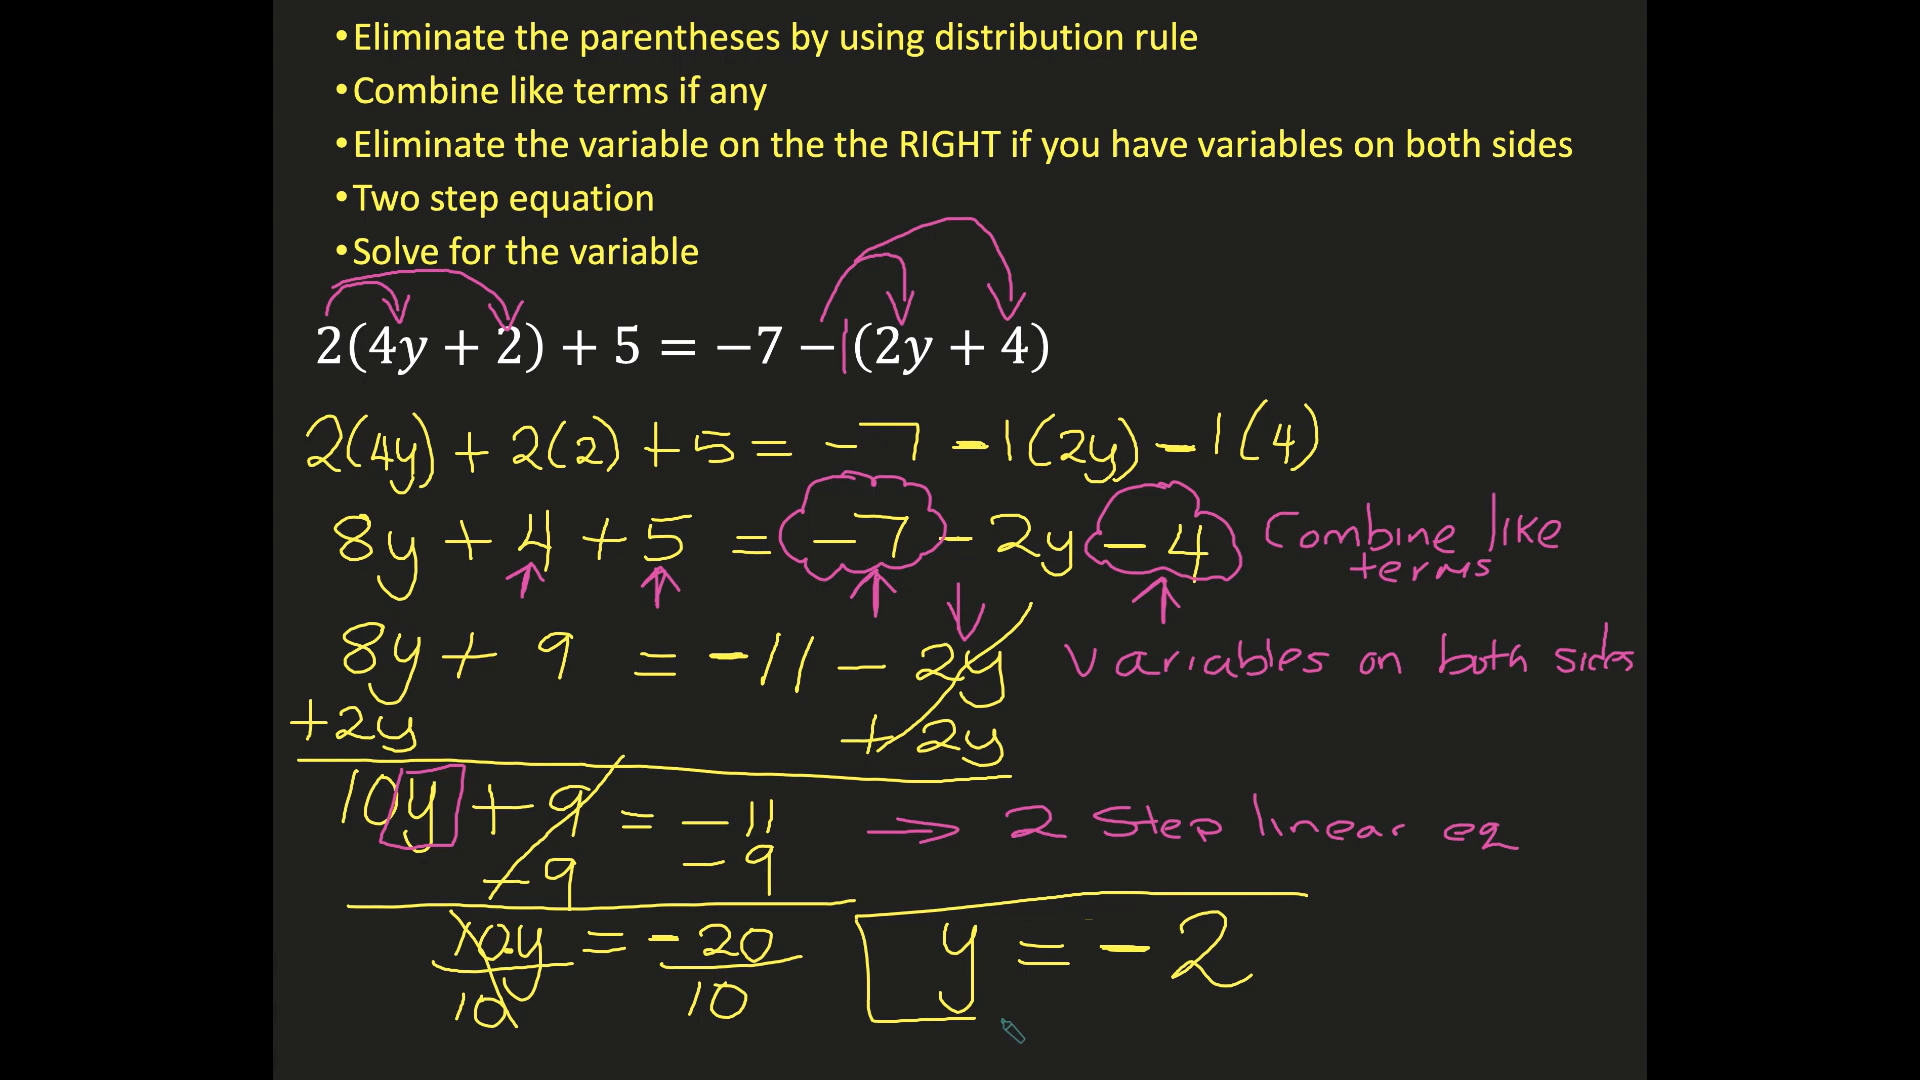 •Eliminate the parentheses by using distribution rule
•Combine like terms if any
•Eliminate the variable on the the RIGHT if you have variables on both sides
•Two step equation
•Solve for the variable
2(4y + 2) + 5 = −7 −1(2y + 4)
2(4y) + 2(2) + 5 = −7 −1(2y) −1(4)
8y + 4 + 5 = −7 − 2y − 4 Combine like
terms
8y + 9 = −11 − 2y variables on both sides
+2y +2y
10y + 9 = −11 → 2 step linear eq
−9 −9
10y = −20 y = −2
10 10